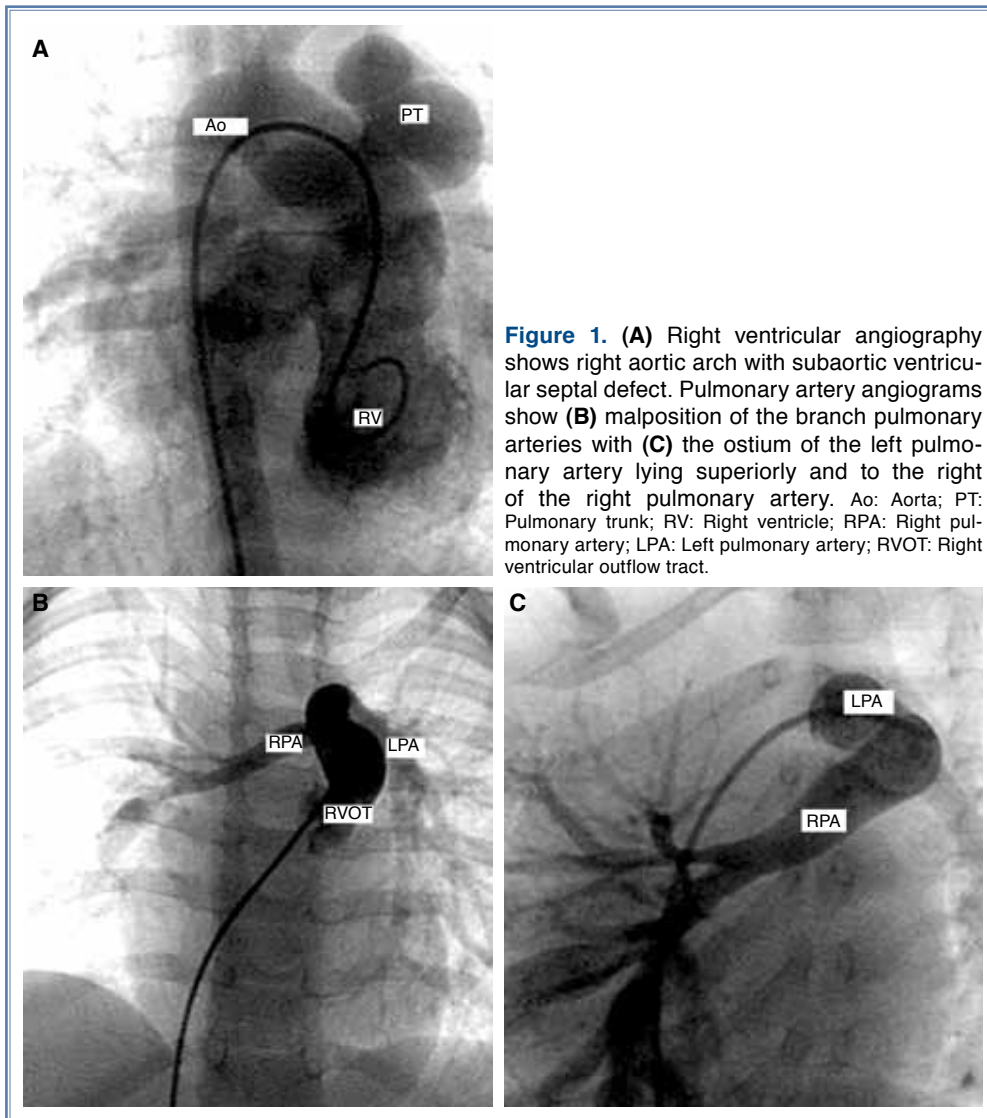 A
Ao
PT
RV
Figure 1. (A) Right ventricular angiography
shows right aortic arch with subaortic ventricu-
lar septal defect. Pulmonary artery angiograms
show (B) malposition of the branch pulmonary
arteries with (C) the ostium of the left pulmo-
nary artery lying superiorly and to the right
of the right pulmonary artery. Ao: Aorta; PT:
Pulmonary trunk; RV: Right ventricle; RPA: Right pul-
monary artery; LPA: Left pulmonary artery; RVOT: Right
ventricular outflow tract.
B
RPA
LPA
RVOT
C
LPA
RPA